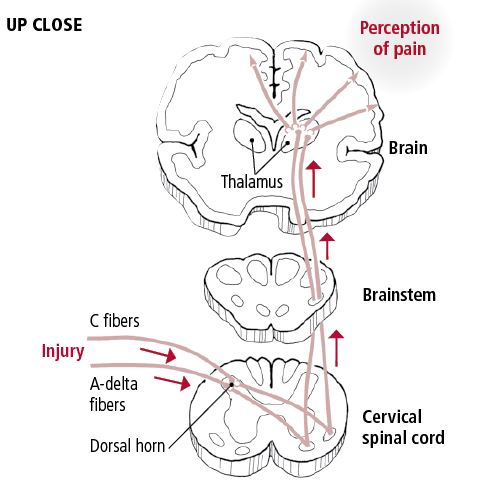 UP CLOSE
Perception
of pain
Brain
Thalamus
Brainstem
C fibers
Injury
A-delta
fibers
Dorsal horn
Cervical
spinal cord